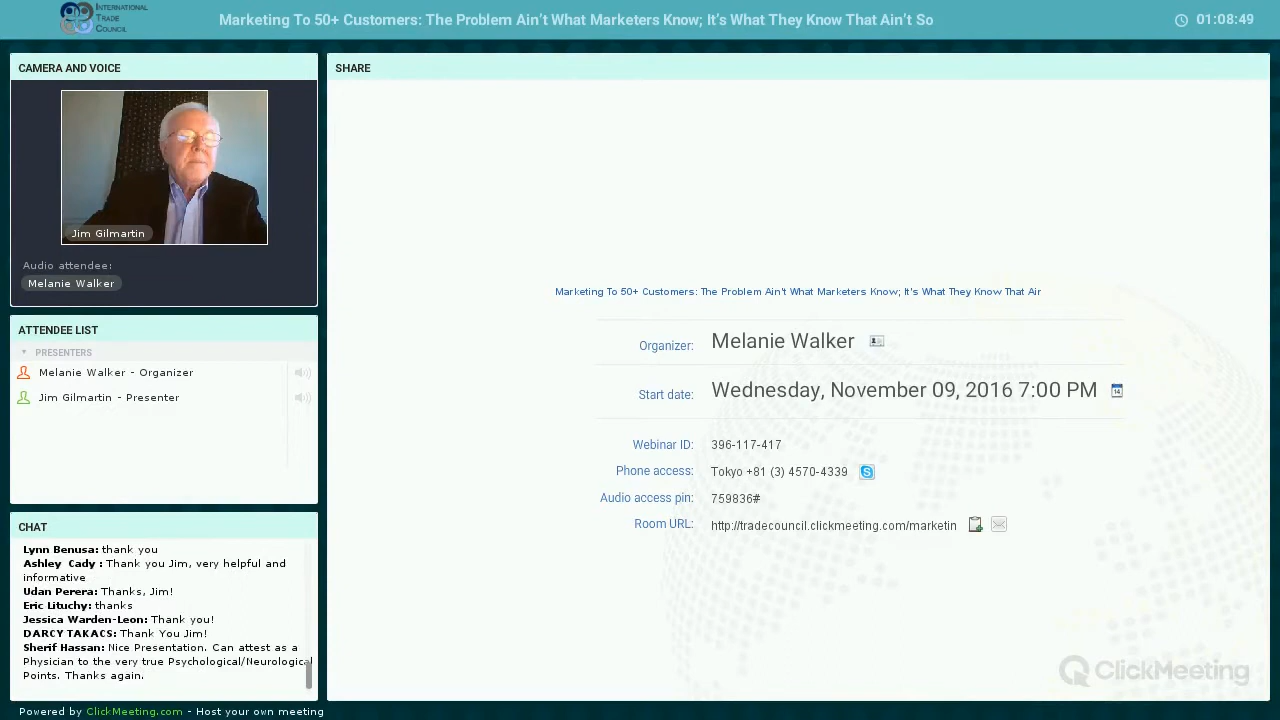 INTERNATIONAL
TRADE
COUNCIL
Marketing To 50+ Customers: The Problem Ain't What Marketers Know; It's What They Know That Ain't So
01:08:49
CAMERA AND VOICE
Jim Gilmartin
Audio attendee:
Melanie Walker
ATTENDEE LIST
PRESENTERS
Melanie Walker - Organizer
Jim Gilmartin - Presenter
CHAT
Lynn Benusa: thank you
Ashley Cady : Thank you Jim, very helpful and
informative
Udan Perera: Thanks, Jim!
Eric Lituchy: thanks
Jessica Warden-Leon: Thank you!
DARCY TAKACS: Thank You Jim!
Sherif Hassan: Nice Presentation. Can attest as a
Physician to the very true Psychological/Neurological
Points. Thanks again.
SHARE
Marketing To 50+ Customers: The Problem Ain't What Marketers Know; It's What They Know That Air
Organizer: Melanie Walker
Start date: Wednesday, November 09, 2016 7:00 PM
14
Webinar ID: 396-117-417
Phone access: Tokyo +81 (3) 4570-4339
Audio access pin: 759836#
Room URL: http://tradecouncil.clickmeeting.com/marketin
ClickMeeting
Powered by ClickMeeting.com - Host your own meeting